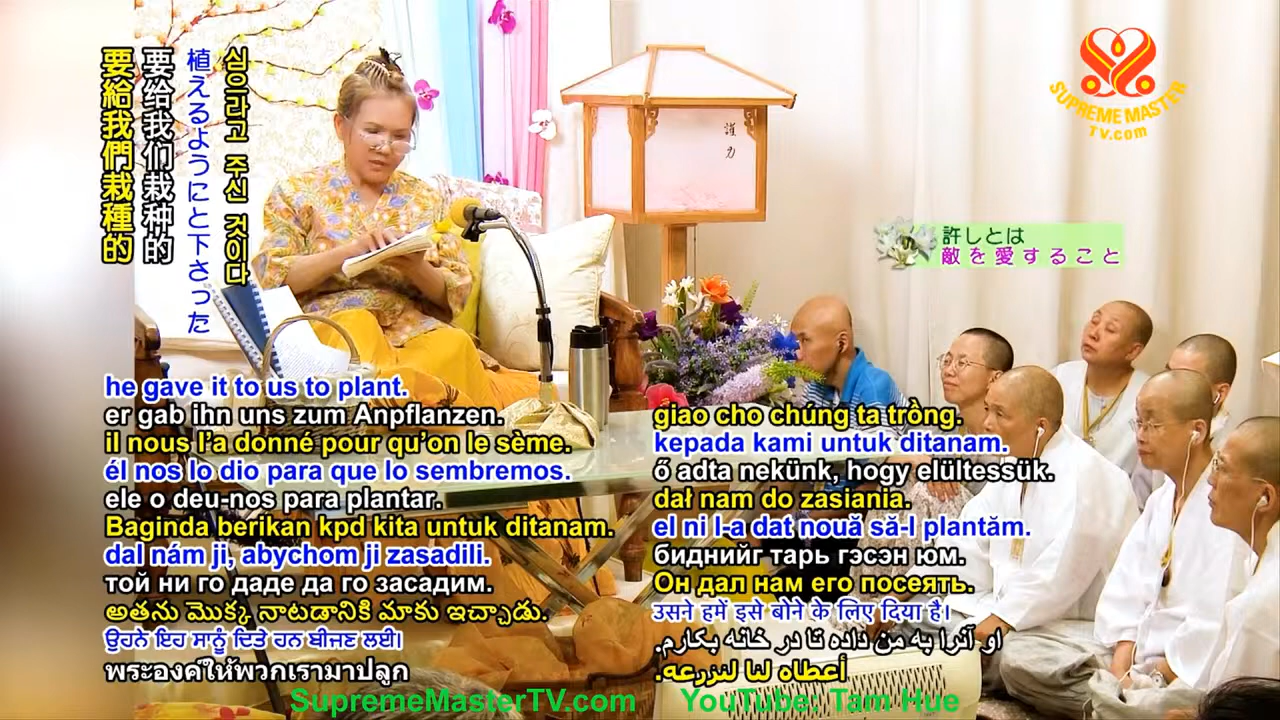 要給我們栽種的
要给我们栽种的
植えるようにと下さった
심으라고 주신 것이다
SUPREME MASTER
TV.com
許しとは
敵を愛すること
he gave it to us to plant.
er gab ihn uns zum Anpflanzen.
il nous l'a donné pour qu'on le sème.
él nos lo dio para que lo sembremos.
ele o deu-nos para plantar.
Baginda berikan kpd kita untuk ditanam.
dal nám ji, abychom ji zasadili.
той ни го даде да го засадим.
అతను మొక్క నాటడానికి మాకు ఇచ్చాడు.
ਉਹਨੇ ਇਹ ਸਾਨੂੰ ਦਿਤੇ ਹਨ ਬੀਜਣ ਲਈ।
พระองค์ให้พวกเรามาปลูก
giao cho chúng ta trồng.
kepada kami untuk ditanam.
ő adta nekünk, hogy elültessük.
dał nam do zasiania.
el ni l-a dat nouă să-l plantăm.
биднийг тарь гэсэн юм.
Он дал нам его посеять.
उसने हमें इसे बोने के लिए दिया है।
او آنرا به من داده تا در خانه بکارم.
أعطاه لنا لنزرعه.
SupremeMasterTV.com YouTube: Tam Hue